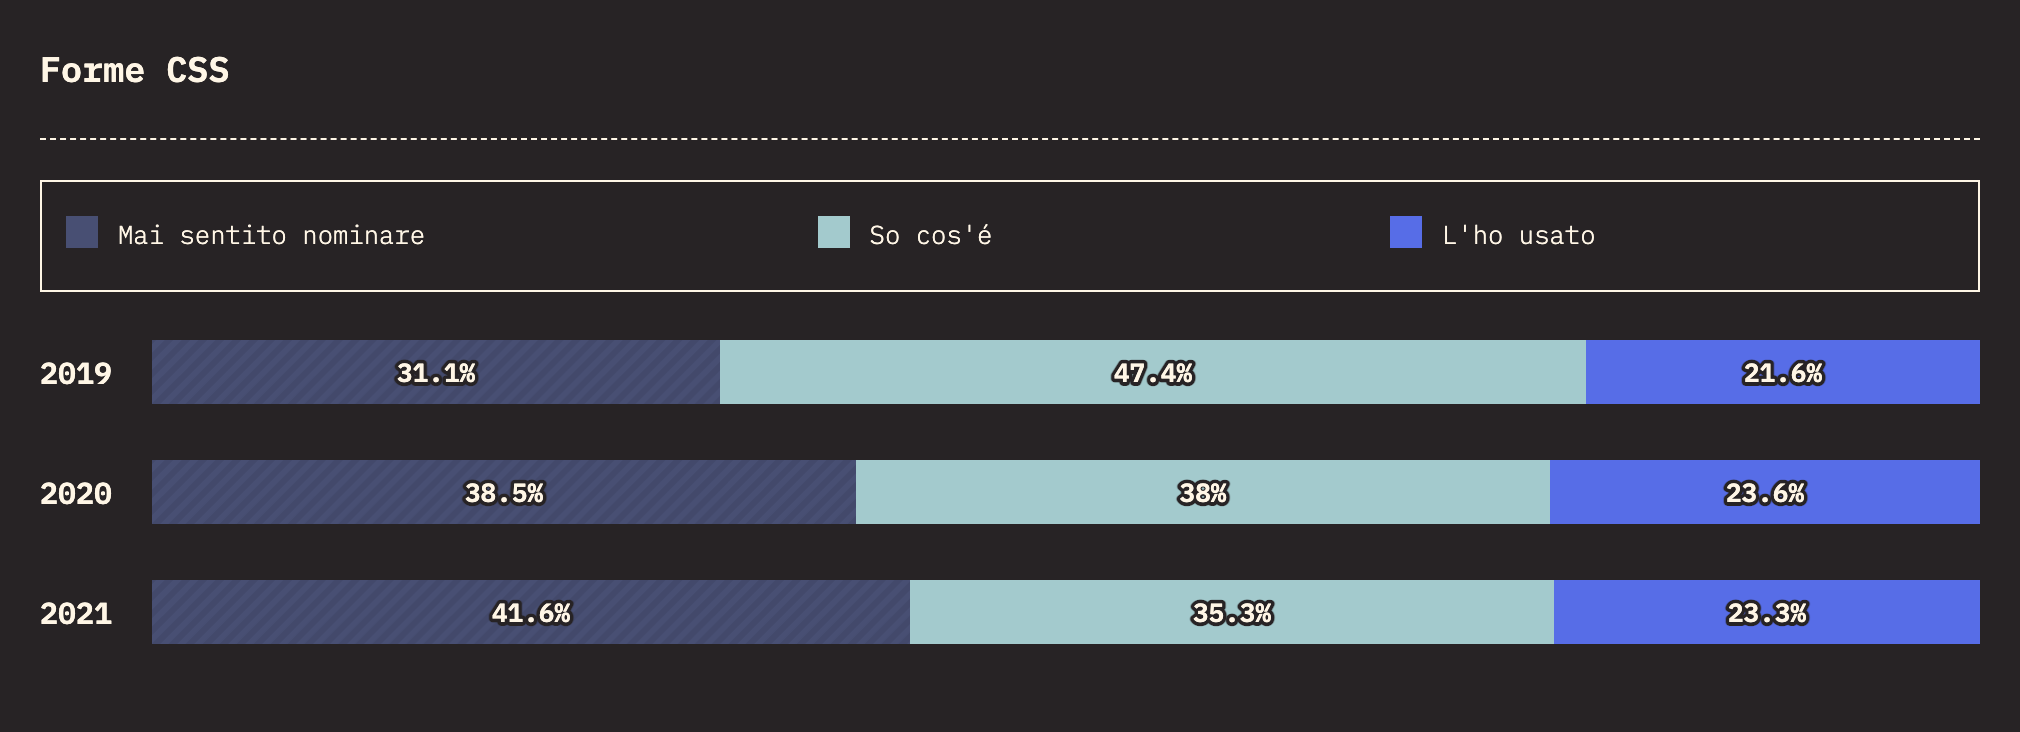 Forme CSS
Mai sentito nominare So cos'é L'ho usato
2019 31.1% 47.4% 21.6%
2020 38.5% 38% 23.6%
2021 41.6% 35.3% 23.3%